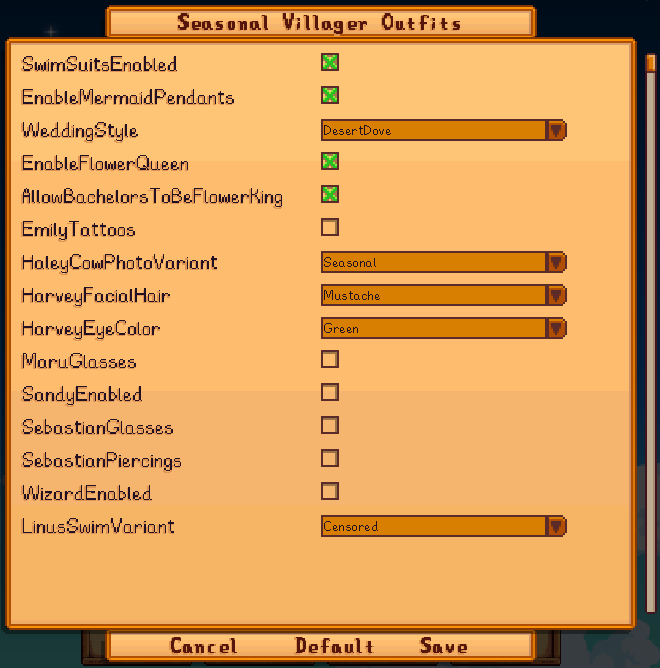 Seasonal Villager Outfits
SwimSuitsEnabled
EnableMermaidPendants
WeddingStyle DesertDove
EnableFlowerQueen
AllowBachelorsToBeFlowerKing
EmilyTattoos
HaleyCowPhotoVariant Seasonal
HarveyFacialHair Mustache
HarveyEyeColor Green
MaruGlasses
SandyEnabled
SebastianGlasses
SebastianPiercings
WizardEnabled
LinusSwimVariant Censored
Cancel Default Save